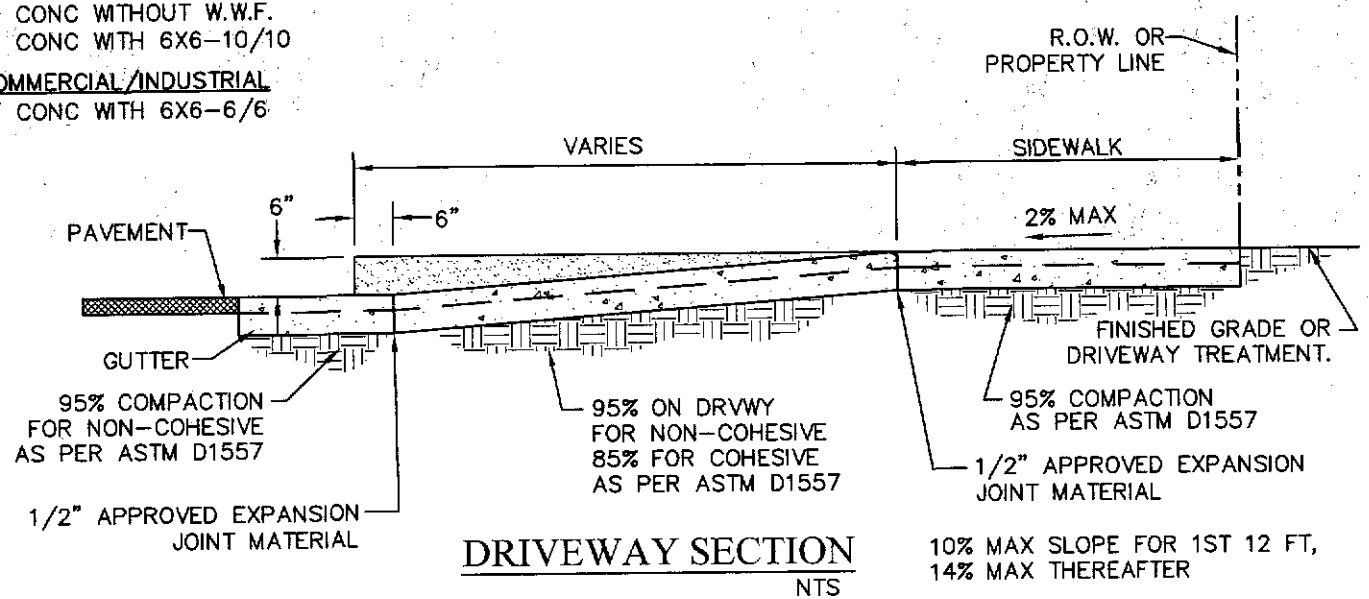 CONC WITHOUT W.W.F.
CONC WITH 6X6-10/10
COMMERCIAL/INDUSTRIAL
CONC WITH 6X6-6/6
R.O.W. OR
PROPERTY LINE
VARIES
SIDEWALK
6"
6"
2% MAX
PAVEMENT
GUTTER
FINISHED GRADE OR
DRIVEWAY TREATMENT.
95% COMPACTION
FOR NON-COHESIVE
AS PER ASTM D1557
95% ON DRVWY
FOR NON-COHESIVE
85% FOR COHESIVE
AS PER ASTM D1557
95% COMPACTION
AS PER ASTM D1557
1/2" APPROVED EXPANSION
JOINT MATERIAL
1/2" APPROVED EXPANSION
JOINT MATERIAL
DRIVEWAY SECTION
NTS
10% MAX SLOPE FOR 1ST 12 FT,
14% MAX THEREAFTER